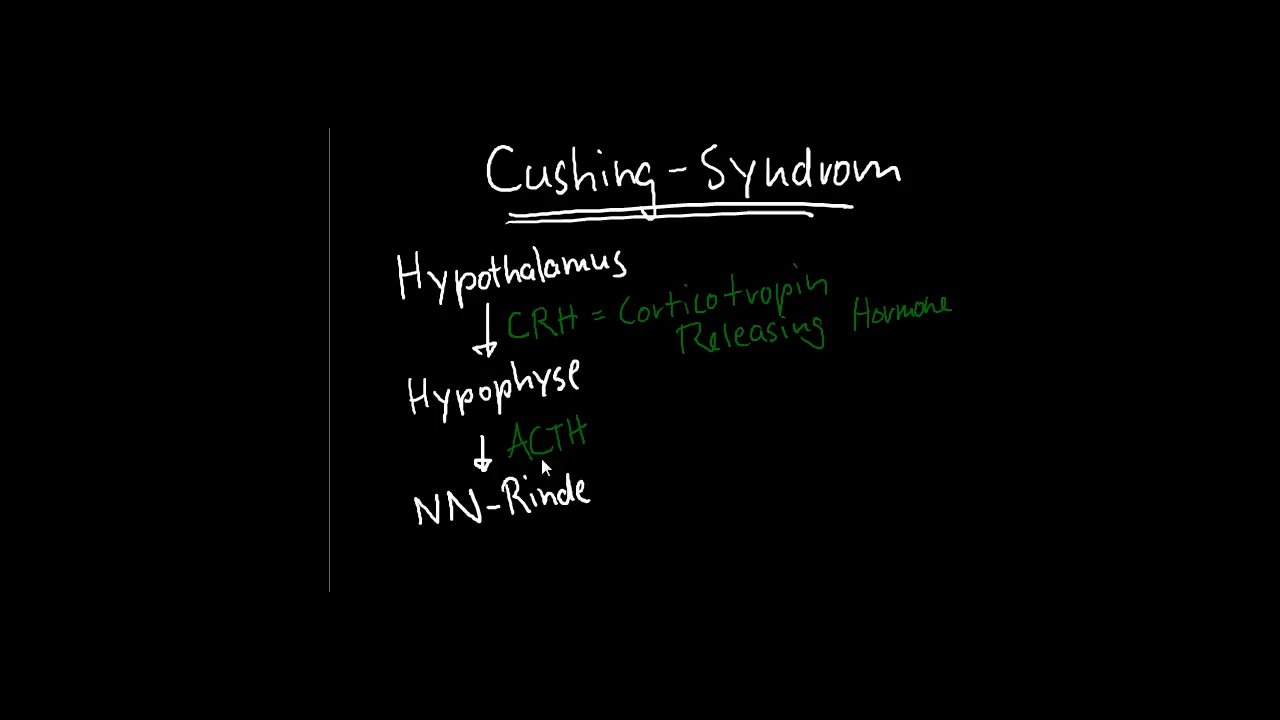 Cushing-Syndrom
Hypothalamus
CRH = Corticotropin
Releasing Hormone
Hypophyse
ACTH
NN-Rinde